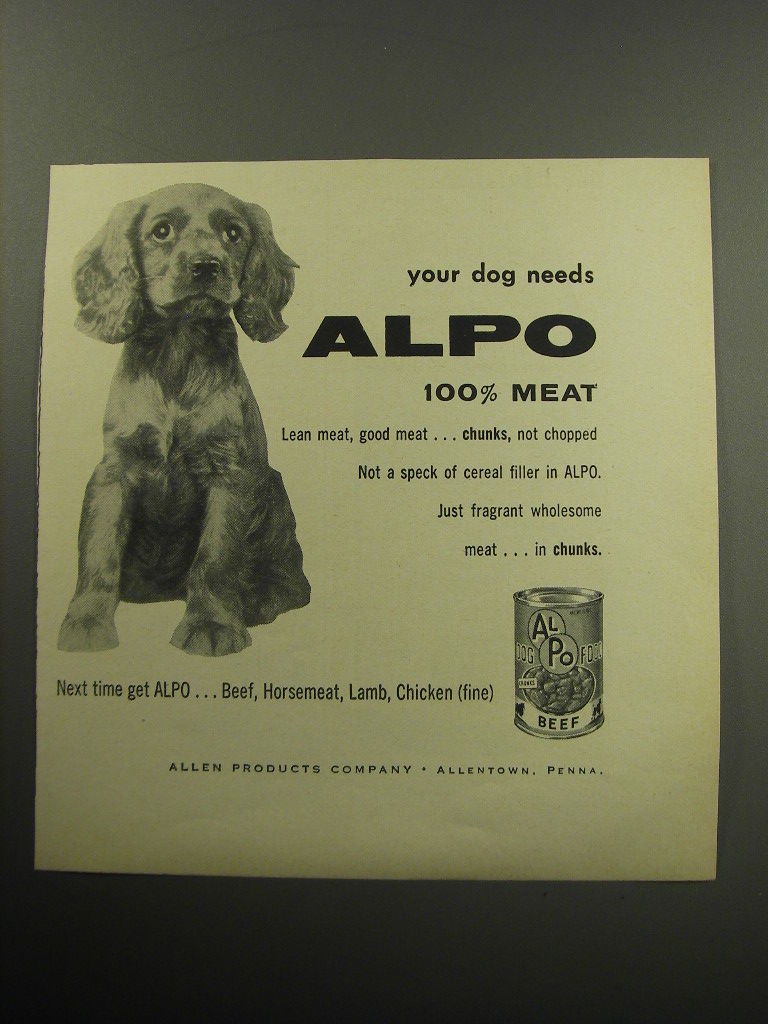 your dog needs
ALPO
100% MEAT
Lean meat, good meat . . . chunks, not chopped
Not a speck of cereal filler in ALPO.
Just fragrant wholesome
meat . . . in chunks.
AL
PO
DOG FOOD
CHUNKS
BEEF
Next time get ALPO . . . Beef, Horsemeat, Lamb, Chicken (fine)
ALLEN PRODUCTS COMPANY • ALLENTOWN, PENNA.